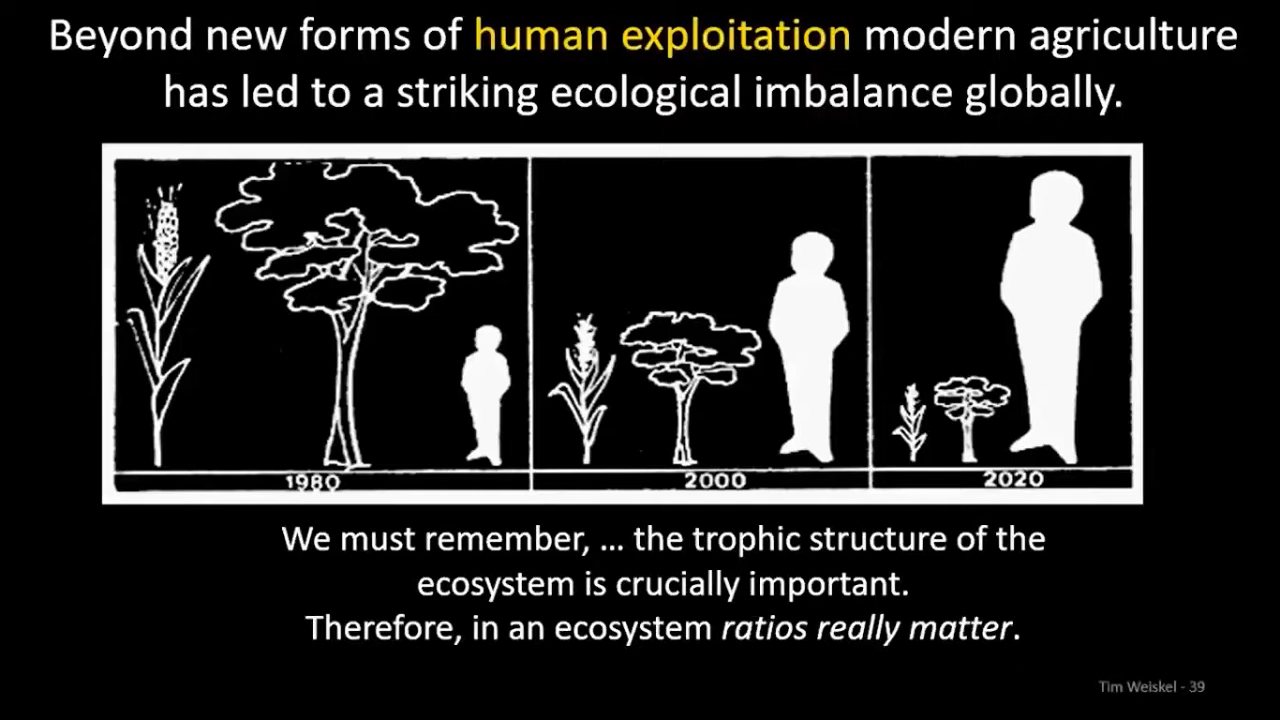 Beyond new forms of human exploitation modern agriculture
has led to a striking ecological imbalance globally.
1980
2000
2020
We must remember, ... the trophic structure of the
ecosystem is crucially important.
Therefore, in an ecosystem ratios really matter.
Tim Weiskel - 39